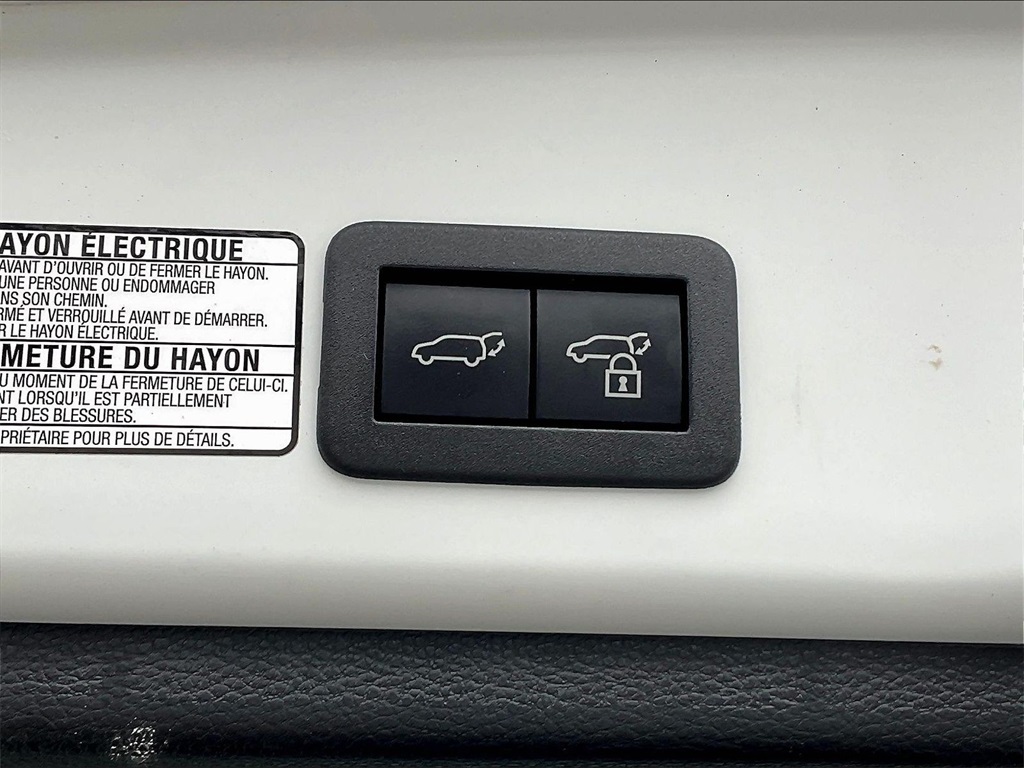 AYON ÉLECTRIQUE
AVANT D'OUVRIR OU DE FERMER LE HAYON.
UNE PERSONNE OU ENDOMMAGER
NS SON CHEMIN.
RMÉ ET VERROUILLÉ AVANT DE DÉMARRER.
R LE HAYON ÉLECTRIQUE.
METURE DU HAYON
U MOMENT DE LA FERMETURE DE CELUI-CI.
NT LORSQU'IL EST PARTIELLEMENT
ER DES BLESSURES.
PRIÉTAIRE POUR PLUS DE DÉTAILS.